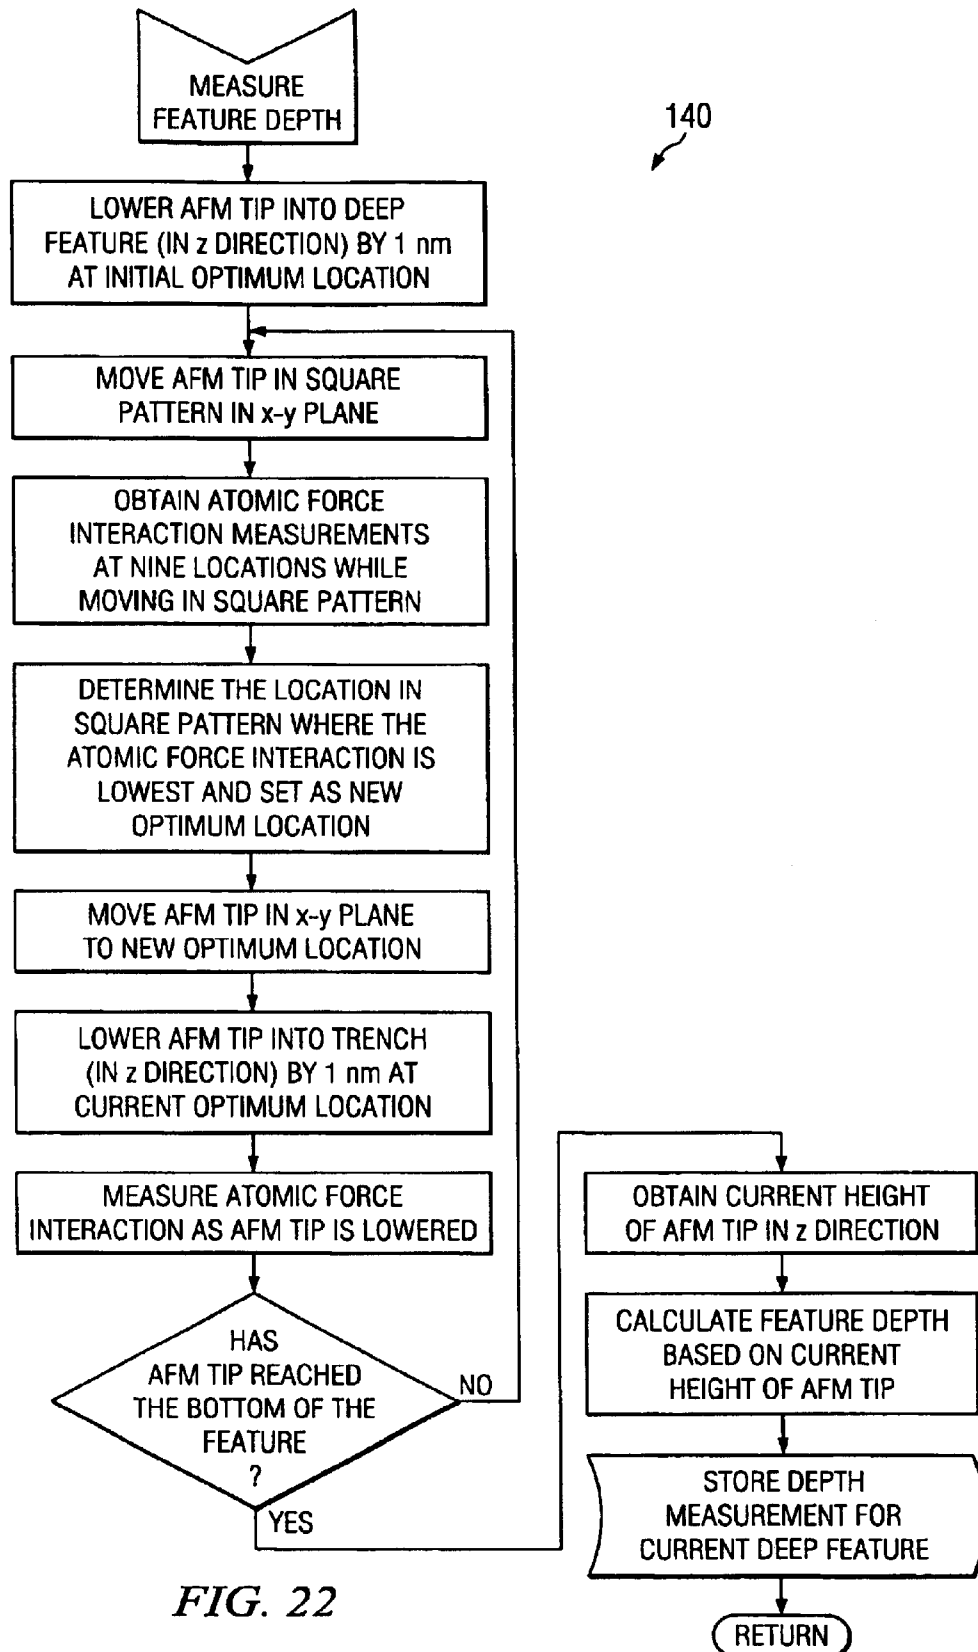 MEASURE
FEATURE DEPTH
140
LOWER AFM TIP INTO DEEP
FEATURE (IN z DIRECTION) BY 1 nm
AT INITIAL OPTIMUM LOCATION
MOVE AFM TIP IN SQUARE
PATTERN IN x-y PLANE
OBTAIN ATOMIC FORCE
INTERACTION MEASUREMENTS
AT NINE LOCATIONS WHILE
MOVING IN SQUARE PATTERN
DETERMINE THE LOCATION IN
SQUARE PATTERN WHERE THE
ATOMIC FORCE INTERACTION IS
LOWEST AND SET AS NEW
OPTIMUM LOCATION
MOVE AFM TIP IN x-y PLANE
TO NEW OPTIMUM LOCATION
LOWER AFM TIP INTO TRENCH
(IN z DIRECTION) BY 1 nm AT
CURRENT OPTIMUM LOCATION
MEASURE ATOMIC FORCE
INTERACTION AS AFM TIP IS LOWERED
HAS
AFM TIP REACHED
THE BOTTOM OF THE
FEATURE
?
NO
YES
OBTAIN CURRENT HEIGHT
OF AFM TIP IN z DIRECTION
CALCULATE FEATURE DEPTH
BASED ON CURRENT
HEIGHT OF AFM TIP
STORE DEPTH
MEASUREMENT FOR
CURRENT DEEP FEATURE
RETURN
FIG. 22